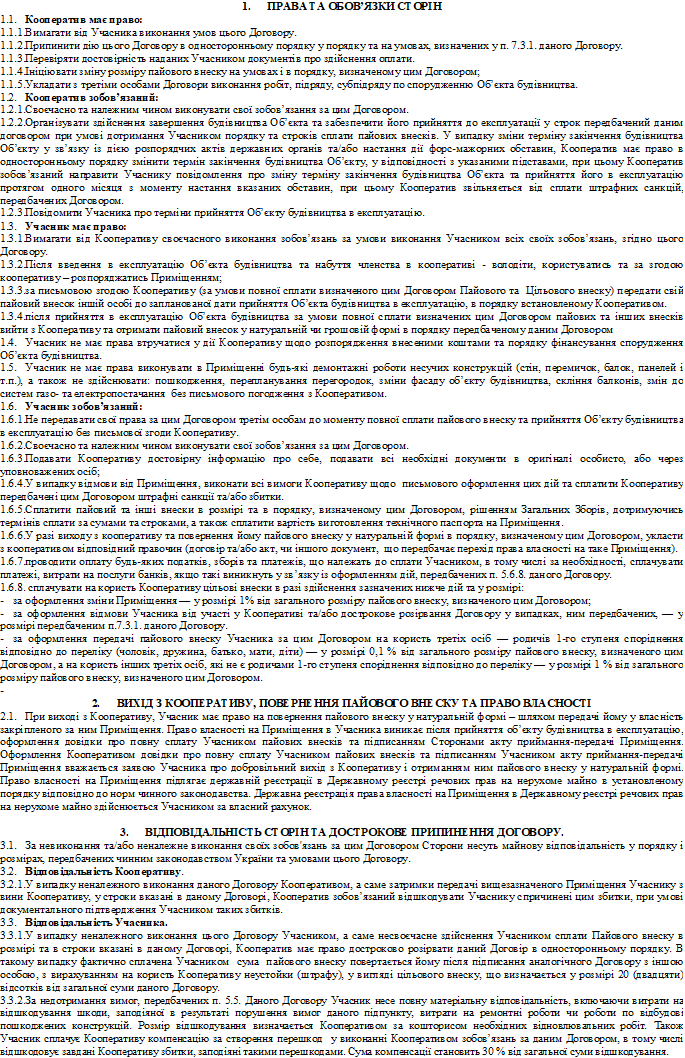 1. ПРАВА ТА ОБОВ'ЯЗКИ СТОРІН
1.1. Кооператив має право:
1.1.1.Вимагати від Учасника виконання умов цього Договору.
1.1.2.Припинити дію цього Договору в односторонньому порядку у порядку та на умовах, визначених у п. 7.3.1. даного Договору.
1.1.3.Перевіряти достовірність наданих Учасником документів про здійснення оплати.
1.1.4.Ініціювати зміну розміру пайового внеску на умовах і в порядку, визначеному цим Договором;
1.1.5.Укладати з третіми особами Договори виконання робіт, підряду, субпідряду по спорудженню Об'єкта будівництва.
1.2. Кооператив зобов'язаний:
1.2.1.Своєчасно та належним чином виконувати свої зобов'язання за цим Договором.
1.2.2.Організувати здійснення завершення будівництва Об'єкта та забезпечити його прийняття до експлуатації у строк передбачений даним
договором при умові дотримання Учасником порядку та строків сплати пайових внесків. У випадку зміни терміну закінчення будівництва
Об'єкту у зв'язку із дією розпорядчих актів державних органів та/або настання дії форс-мажорних обставин, Кооператив має право в
односторонньому порядку змінити термін закінчення будівництва Об'єкту, у відповідності з указаними підставами, при цьому Кооператив
зобов'язаний направити Учаснику повідомлення про зміну терміну закінчення будівництва Об'єкта та прийняття його в експлуатацію
протягом одного місяця з моменту настання вказаних обставин, при цьому Кооператив звільняється від сплати штрафних санкцій,
передбачених Договором.
1.2.3.Повідомити Учасника про терміни прийняття Об'єкту будівництва в експлуатацію.
1.3. Учасник має право:
1.3.1.Вимагати від Кооперативу своєчасного виконання зобов'язань за умови виконання Учасником всіх своїх зобов'язань, згідно цього
Договору.
1.3.2.Після введення в експлуатацію Об'єкта будівництва та набуття членства в кооперативі - володіти, користуватись та за згодою
кооперативу – розпоряджатись Приміщенням;
1.3.3.за письмовою згодою Кооперативу (за умови повної сплати визначеного цим Договором Пайового та Цільового внеску) передати свій
пайовий внесок іншій особі до запланованої дати прийняття Об'єкта будівництва в експлуатацію, в порядку встановленому Кооперативом.
1.3.4.після прийняття в експлуатацію Об'єкта будівництва за умови повної сплати визначених цим Договором пайових та інших внесків
вийти з Кооперативу та отримати пайовий внесок у натуральній чи грошовій формі в порядку передбаченому даним Договором
1.4. Учасник не має права втручатися у дії Кооперативу щодо розпорядження внесеними коштами та порядку фінансування спорудження
Об'єкта будівництва.
1.5. Учасник не має права виконувати в Приміщенні будь-які демонтажні роботи несучих конструкцій (стін, перемичок, балок, панелей і
т.п.), а також не здійснювати: пошкодження, перепланування перегородок, зміни фасаду об'єкту будівництва, скління балконів, змін до
систем газо- та електропостачання без письмового погодження з Кооперативом.
1.6. Учасник зобов'язаний:
1.6.1.Не передавати свої права за цим Договором третім особам до моменту повної сплати пайового внеску та прийняття Об'єкту будівництва
в експлуатацію без письмової згоди Кооперативу.
1.6.2.Своєчасно та належним чином виконувати свої зобов'язання за цим Договором.
1.6.3.Подавати Кооперативу достовірну інформацію про себе, подавати всі необхідні документи в оригіналі особисто, або через
уповноважених осіб;
1.6.4.У випадку відмови від Приміщення, виконати всі вимоги Кооперативу щодо письмового оформлення цих дій та сплатити Кооперативу
передбачені цим Договором штрафні санкції та/або збитки.
1.6.5.Сплатити пайовий та інші внески в розмірі та в порядку, визначеному цим Договором, рішенням Загальних Зборів, дотримуючись
термінів сплати за сумами та строками, а також сплатити вартість виготовлення технічного паспорта на Приміщення.
1.6.6.У разі виходу з кооперативу та повернення йому пайового внеску у натуральній формі в порядку, визначеним цим Договором, укласти
з кооперативом відповідний правочин (договір та/або акт, чи іншого документ, що передбачає перехід права власності на таке Приміщення).
1.6.7.проводити оплату будь-яких податків, зборів та платежів, що належать до сплати Учасником, в тому числі за необхідності, сплачувати
платежі, витрати на послуги банків, якщо такі виникнуть у зв'язку із оформленням дій, передбачених п. 5.6.8. даного Договору.
1.6.8. сплачувати на користь Кооперативу цільові внески в разі здійснення зазначених нижче дій та у розмірі:
- за оформлення зміни Приміщення — у розмірі 1% від загального розміру пайового внеску, визначеного цим Договором;
- за оформлення відмови Учасника від участі у Кооперативі та/або дострокове розірвання Договору у випадках, ним передбачених, — у
розмірі передбаченим п.7.3.1. даного Договору.
- за оформлення передачі пайового внеску Учасника за цим Договором на користь третіх осіб — родичів 1-го ступеня споріднення
відповідно до переліку (чоловік, дружина, батько, мати, діти) — у розмірі 0,1 % від загального розміру пайового внеску, визначеного цим
Договором, а на користь інших третіх осіб, які не є родичами 1-го ступеня споріднення відповідно до переліку — у розмірі 1 % від загального
розміру пайового внеску, визначеного цим Договором.
-
2. ВИХІД З КООПЕРАТИВУ, ПОВЕРНЕННЯ ПАЙОВОГО ВНЕСКУ ТА ПРАВО ВЛАСНОСТІ
2.1. При виході з Кооперативу, Учасник має право на повернення пайового внеску у натуральній формі – шляхом передачі йому у власність
закріпленого за ним Приміщення. Право власності на Приміщення в Учасника виникає після прийняття об'єкту будівництва в експлуатацію,
оформлення довідки про повну сплату Учасником пайових внесків та підписанням Сторонами акту приймання-передачі Приміщення.
Оформлення Кооперативом довідки про повну сплату Учасником пайових внесків та підписанням Учасником акту приймання-передачі
Приміщення вважається заявою Учасника про добровільний вихід з Кооперативу і отриманням ним пайового внеску у натуральній формі.
Право власності на Приміщення підлягає державній реєстрації в Державному реєстрі речових прав на нерухоме майно в установленому
порядку відповідно до норм чинного законодавства. Державна реєстрація права власності на Приміщення в Державному реєстрі речових прав
на нерухоме майно здійснюється Учасником за власний рахунок.
3. ВІДПОВІДАЛЬНІСТЬ СТОРІН ТА ДОСТРОКОВЕ ПРИПИНЕННЯ ДОГОВОРУ.
3.1. За невиконання та/або неналежне виконання своїх зобов'язань за цим Договором Сторони несуть майнову відповідальність у порядку і
розмірах, передбачених чинним законодавством України та умовами цього Договору.
3.2. Відповідальність Кооперативу.
3.2.1.У випадку неналежного виконання даного Договору Кооперативом, а саме затримки передачі вищезазначеного Приміщення Учаснику з
вини Кооперативу, у строки вказані в даному Договорі, Кооператив зобов'язаний відшкодувати Учаснику спричинені цим збитки, при умові
документального підтвердження Учасником таких збитків.
3.3. Відповідальність Учасника.
3.3.1.У випадку неналежного виконання цього Договору Учасником, а саме несвоєчасне здійснення Учасником сплати Пайового внеску в
розмірі та в строки вказані в даному Договорі, Кооператив має право достроково розірвати даний Договір в односторонньому порядку. В
такому випадку фактично сплачена Учасником сума пайового внеску повертається йому після підписання аналогічного Договору з іншою
особою, з вирахуванням на користь Кооперативу неустойки (штрафу), у вигляді цільового внеску, що визначається у розмірі 20 (двадцяти)
відсотків від загальної суми даного Договору.
3.3.2.За недотримання вимог, передбачених п. 5.5. Даного Договору Учасник несе повну матеріальну відповідальність, включаючи витрати на
відшкодування шкоди, заподіяної в результаті порушення вимог даного підпункту, витрати на ремонтні роботи чи роботи по відбудові
пошкоджених конструкцій. Розмір відшкодування визначається Кооперативом за кошторисом необхідних відновлювальних робіт. Також
Учасник сплачує Кооперативу компенсацію за створення перешкод у виконанні Кооперативом зобов'язань за даним Договором, в тому числі
відшкодовує завдані Кооперативу збитки, заподіяні такими перешкодами. Сума компенсації становить 30 % від загальної суми відшкодування.